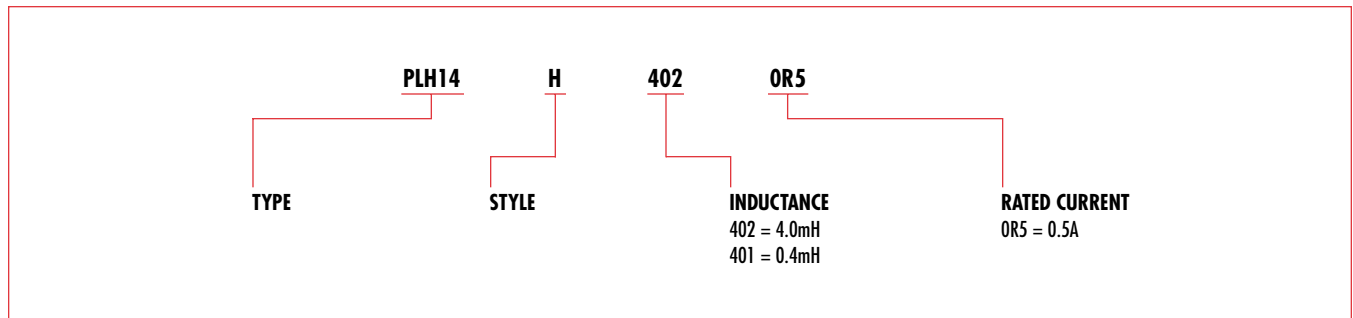 PLH14 H 402 0R5
TYPE STYLE INDUCTANCE RATED CURRENT
402 = 4.0mH 0R5 = 0.5A
401 = 0.4mH